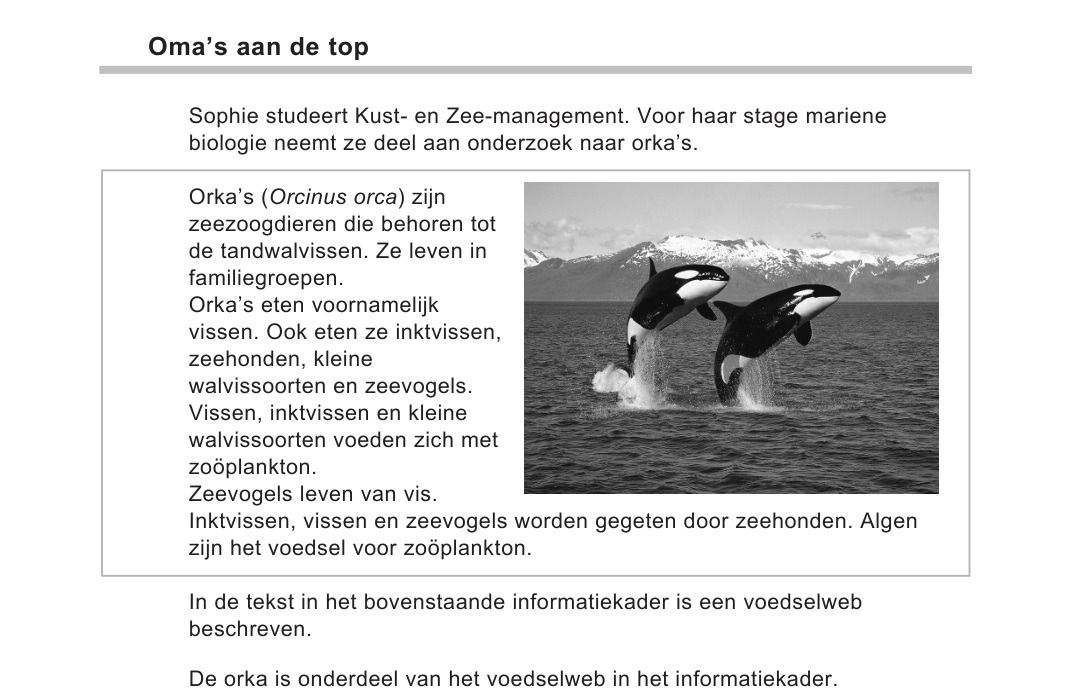 Oma’s aan de top
Sophie studeert Kust- en Zee-management. Voor haar stage mariene
biologie neemt ze deel aan onderzoek naar orka’s.
Orka’s (Orcinus orca) zijn
zeezoogdieren die behoren tot
de tandwalvissen. Ze leven in
familiegroepen.
Orka’s eten voornamelijk
vissen. Ook eten ze inktvissen,
zeehonden, kleine
walvissoorten en zeevogels.
Vissen, inktvissen en kleine
walvissoorten voeden zich met
zoöplankton.
Zeevogels leven van vis.
Inktvissen, vissen en zeevogels worden gegeten door zeehonden. Algen
zijn het voedsel voor zoöplankton.
In de tekst in het bovenstaande informatiekader is een voedselweb
beschreven.
De orka is onderdeel van het voedselweb in het informatiekader.